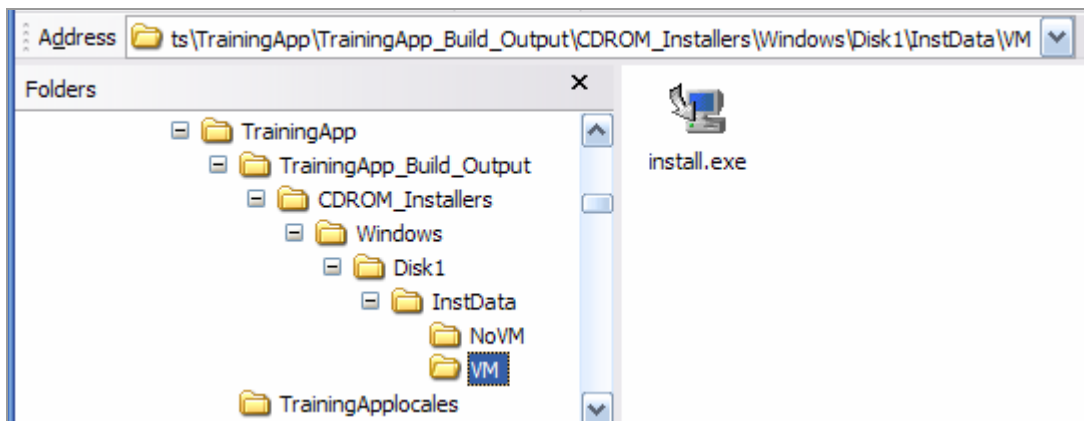 Address ts\TrainingApp\TrainingApp_Build_Output\CDROM_Installers\Windows\Disk1\InstData\VM
Folders
TrainingApp
TrainingApp_Build_Output
CDROM_Installers
Windows
Disk1
InstData
NoVM
VM
TrainingApplocales
install.exe